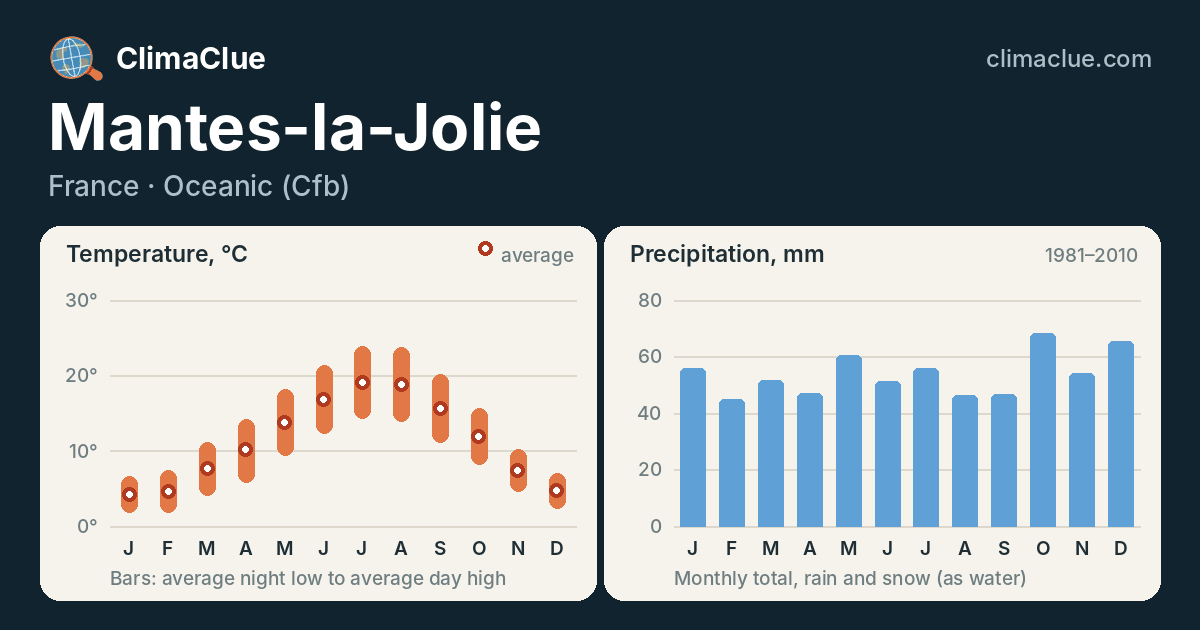 ClimaClue
climaclue.com
Mantes-la-Jolie
France · Oceanic (Cfb)
Temperature, °C
average
30°
20°
10°
0°
J F M A M J J A S O N D
Bars: average night low to average day high
Precipitation, mm
1981–2010
80
60
40
20
0
J F M A M J J A S O N D
Monthly total, rain and snow (as water)